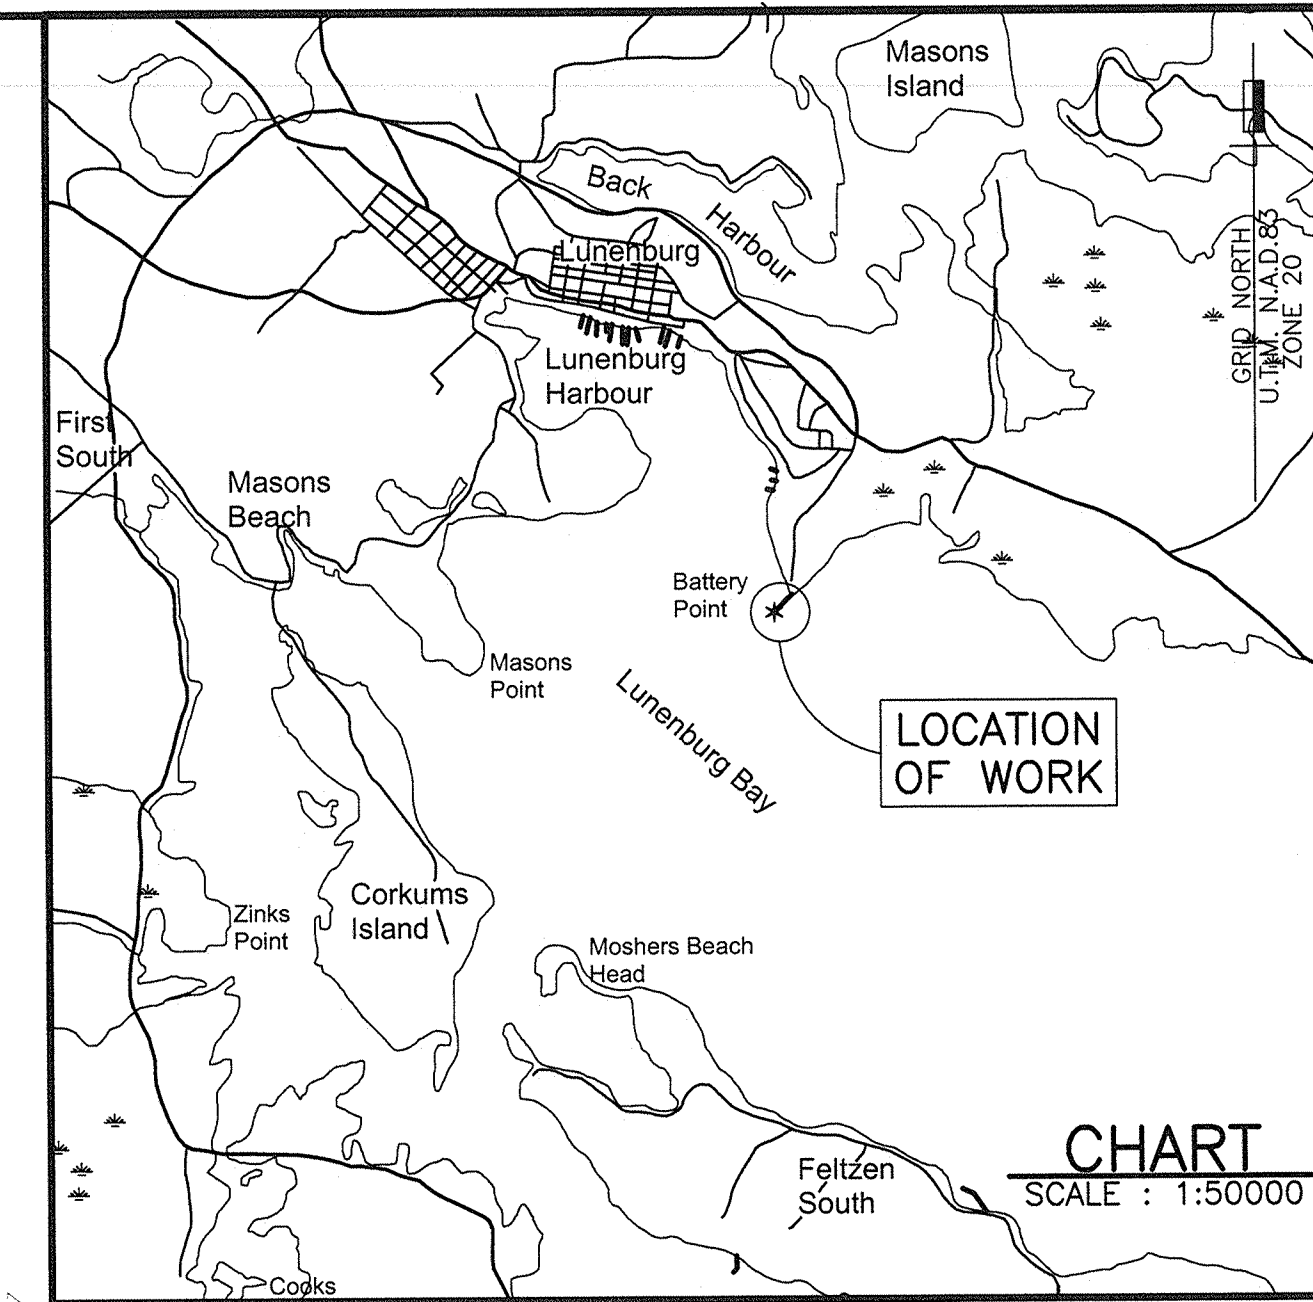 Masons
Island
Back
Harbour
Lunenburg
GRID NORTH
U.T.M. N.A.D.83
ZONE 20
Lunenburg
Harbour
First
South
Masons
Beach
Battery
Point
Masons
Point
Lunenburg Bay
LOCATION
OF WORK
Corkums
Island
Zinks
Point
Moshers Beach
Head
CHART
SCALE : 1:50000
Feltzen
South
Cooks